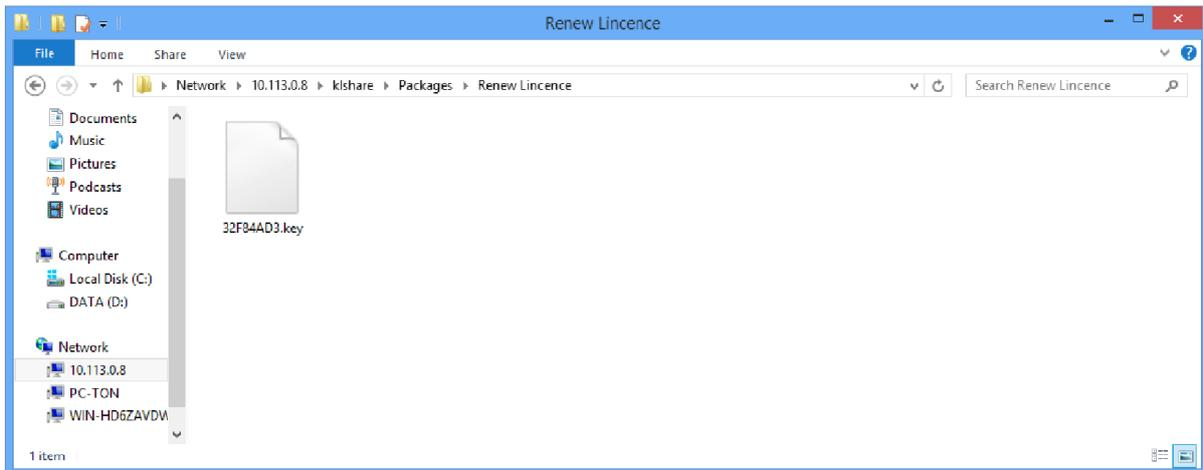 Renew Lincence
File Home Share View
Network 10.113.0.8 klshare Packages Renew Lincence
Search Renew Lincence
Documents
Music
Pictures
Podcasts
Videos
Computer
Local Disk (C:)
DATA (D:)
Network
10.113.0.8
PC-TON
WIN-HD6ZAVDW
32F84AD3.key
1 item